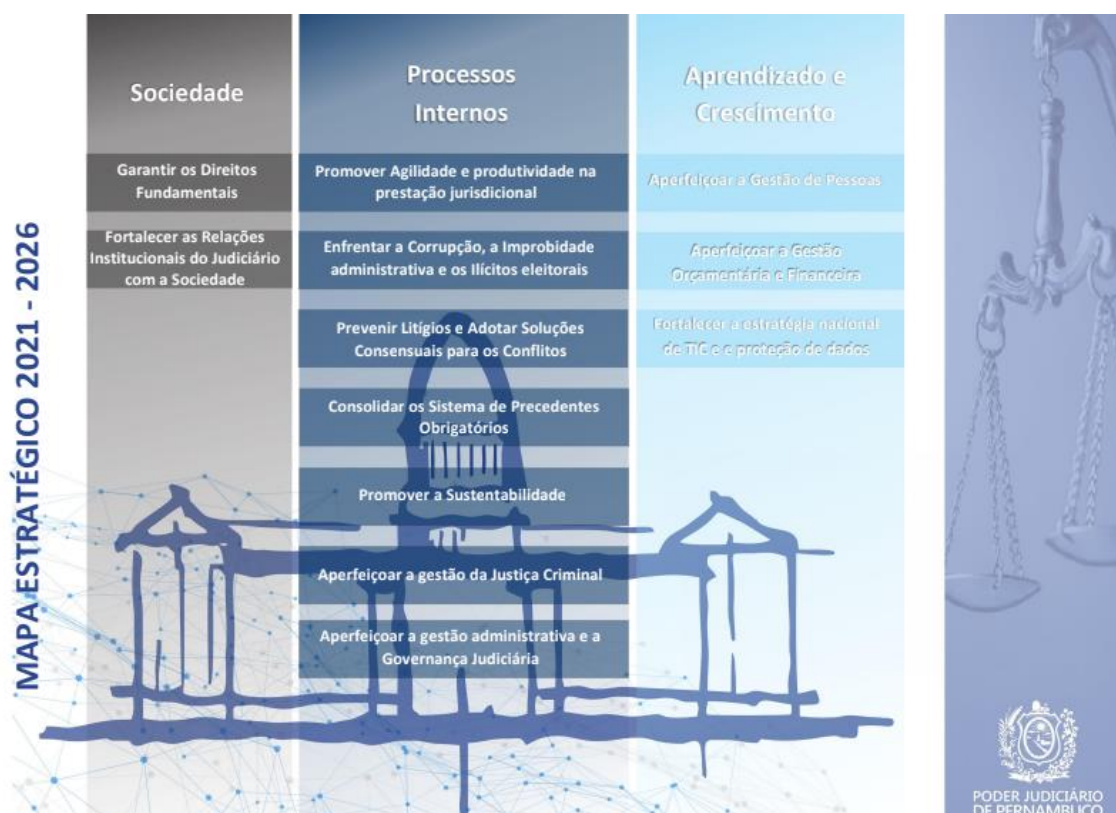 MAPA ESTRATÉGICO 2021 - 2026
Sociedade
Garantir os Direitos
Fundamentais
Fortalecer as Relações
Institucionais do Judiciário
com a Sociedade
Processos
Internos
Promover Agilidade e produtividade na
prestação jurisdicional
Enfrentar a Corrupção, a Improbidade
administrativa e os Ilícitos eleitorais
Prevenir Litígios e Adotar Soluções
Consensuais para os Conflitos
Consolidar os Sistema de Precedentes
Obrigatórios
Promover a Sustentabilidade
Aperfeiçoar a gestão da Justiça Criminal
Aperfeiçoar a gestão administrativa e a
Governança Judiciária
Aprendizado e
Crescimento
Aperfeiçoar a Gestão de Pessoas
Aperfeiçoar a Gestão
Orçamentária e Financeira
Fortalecer a estratégia nacional
de TIC e e proteção de dados
PODER JUDICIÁRIO
DE PERNAMBUCO